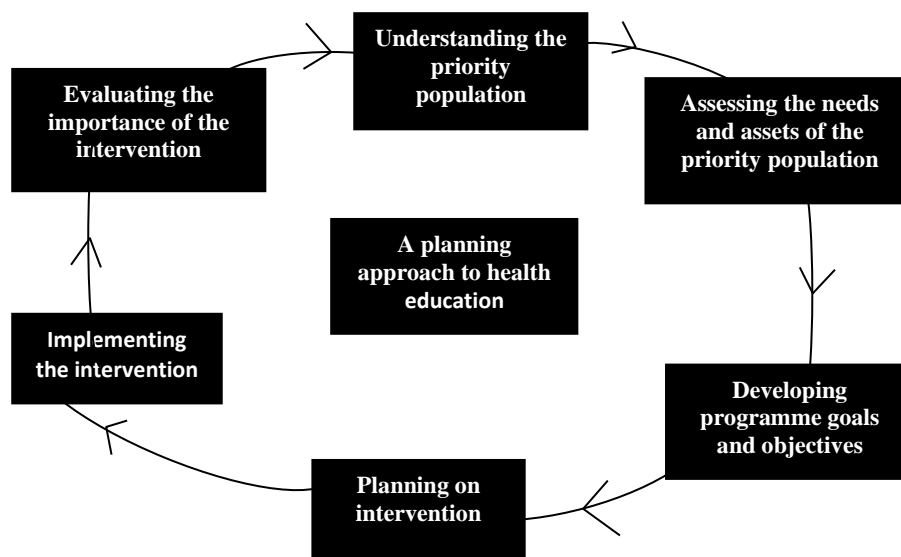 Understanding the
priority
population
Assessing the needs
and assets of the
priority population
Developing
programme goals
and objectives
Planning on
intervention
Implementing
the intervention
Evaluating the
importance of the
intervention
A planning
approach to health
education